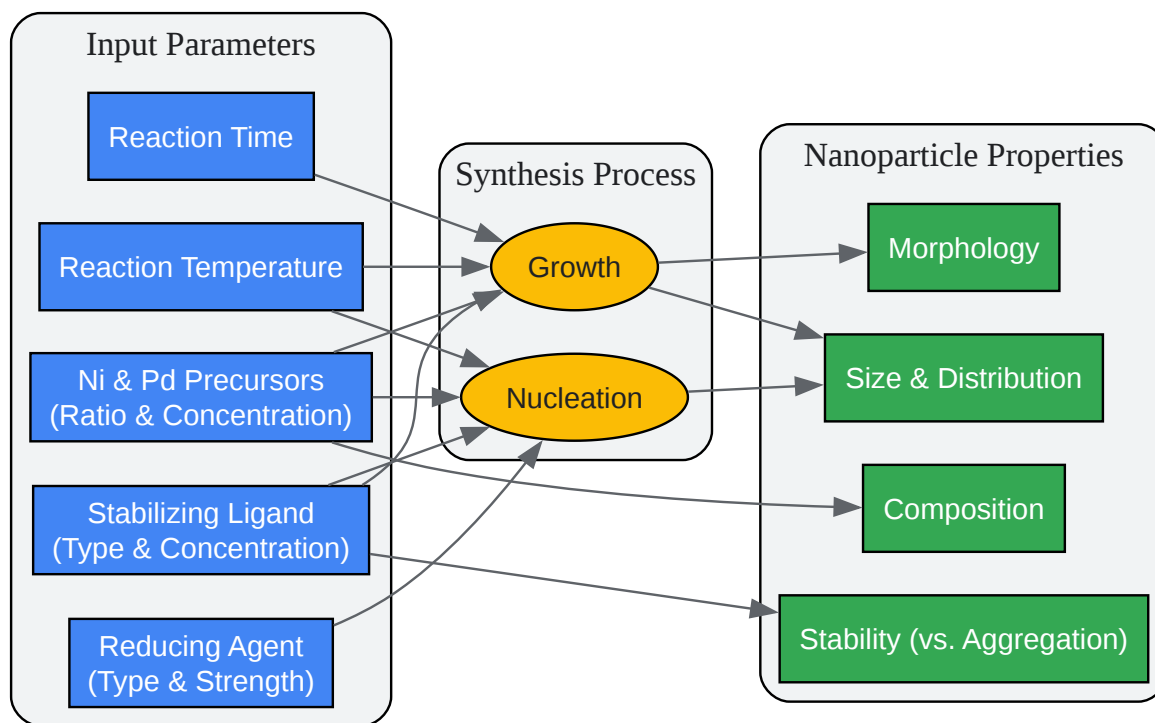 Input Parameters
Reaction Time
Reaction Temperature
Ni & Pd Precursors
(Ratio & Concentration)
Stabilizing Ligand
(Type & Concentration)
Reducing Agent
(Type & Strength)
Synthesis Process
Growth
Nucleation
Nanoparticle Properties
Morphology
Size & Distribution
Composition
Stability (vs. Aggregation)